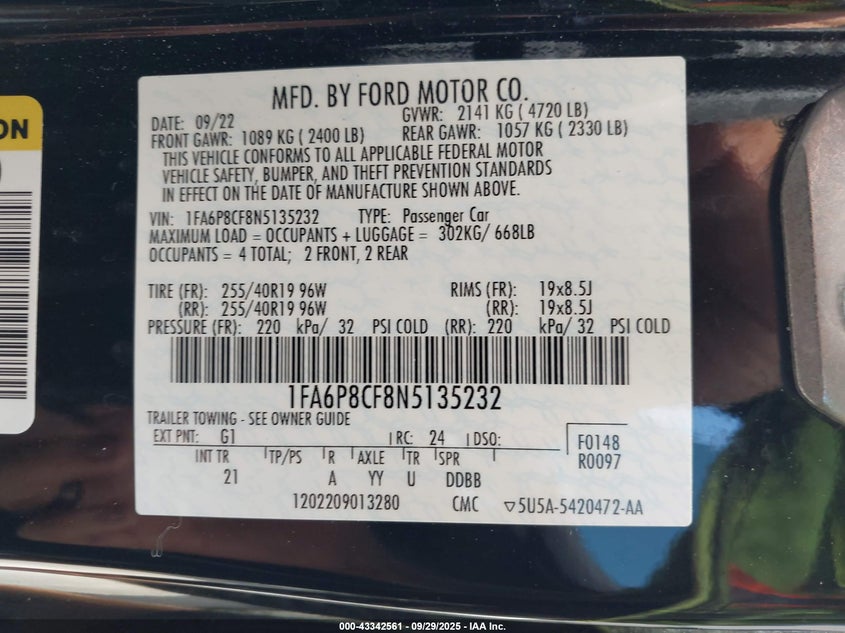 ON
MFD. BY FORD MOTOR CO.
DATE: 09/22
GVWR: 2141 KG ( 4720 LB)
FRONT GAWR: 1089 KG ( 2400 LB)
REAR GAWR: 1057 KG ( 2330 LB)
THIS VEHICLE CONFORMS TO ALL APPLICABLE FEDERAL MOTOR
VEHICLE SAFETY, BUMPER, AND THEFT PREVENTION STANDARDS
IN EFFECT ON THE DATE OF MANUFACTURE SHOWN ABOVE.
VIN: 1FA6P8CF8N5135232 TYPE: Passenger Car
MAXIMUM LOAD = OCCUPANTS + LUGGAGE = 302KG/ 668LB
OCCUPANTS = 4 TOTAL; 2 FRONT, 2 REAR
TIRE (FR): 255/40R19 96W RIMS (FR): 19x8.5J
(RR): 255/40R19 96W (RR): 19x8.5J
PRESSURE (FR): 220 kPa/ 32 PSI COLD (RR): 220 kPa/ 32 PSI COLD
1FA6P8CF8N5135232
TRAILER TOWING - SEE OWNER GUIDE
EXT PNT: G1 RC: 24 DSO: F0148
R0097
INT TR TP/PS R AXLE TR SPR
21 A YY U DDBB
1202209013280 CMC ▽5U5A-5420472-AA
000-43342561 - 09/29/2025 - IAA Inc.